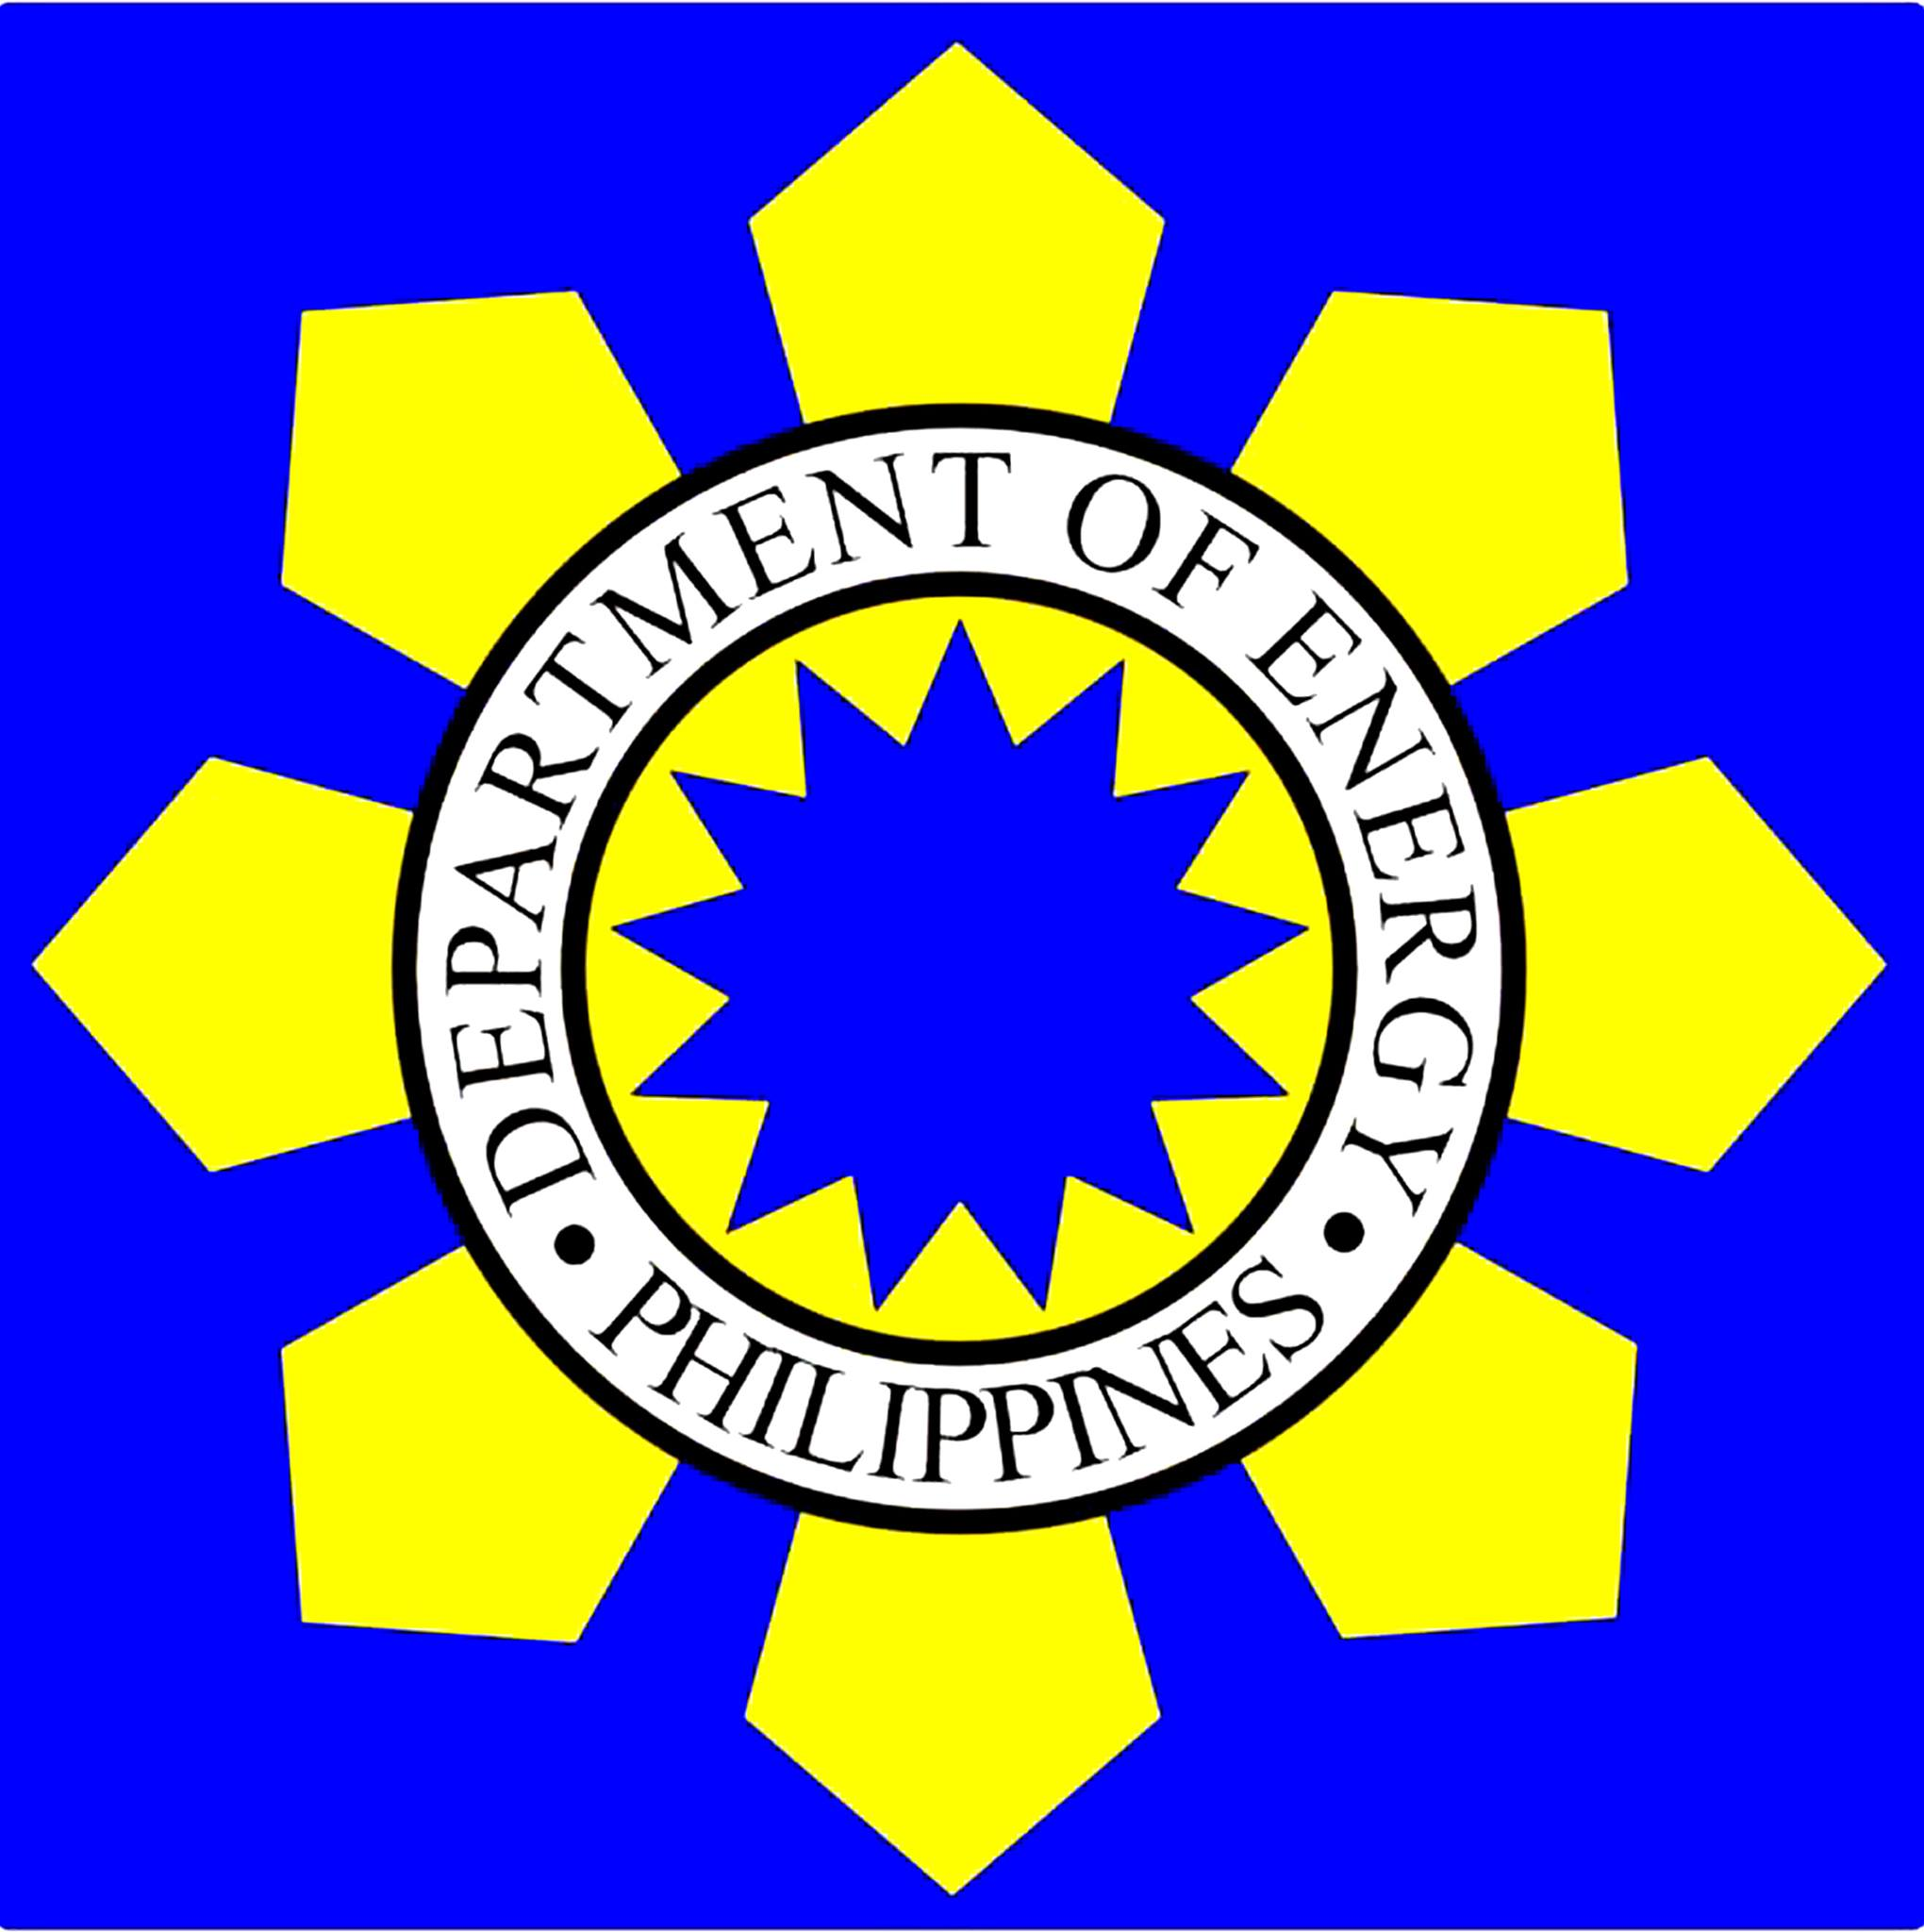 DEPARTMENT OF ENERGY
• PHILIPPINES •